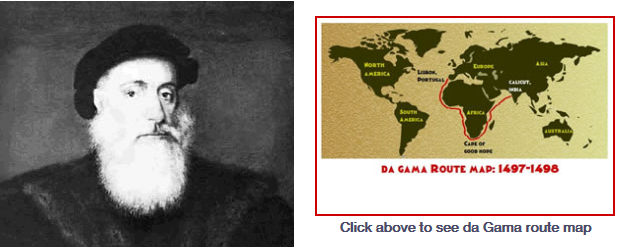 NORTH
AMERICA
LISBON,
PORTUGAL
EUROPE
ASIA
CALICUT,
INDIA
SOUTH
AMERICA
AFRICA
AUSTRALIA
CAPE OF
GOOD HOPE
DA GAMA ROUTE MAP: 1497-1498
Click above to see da Gama route map